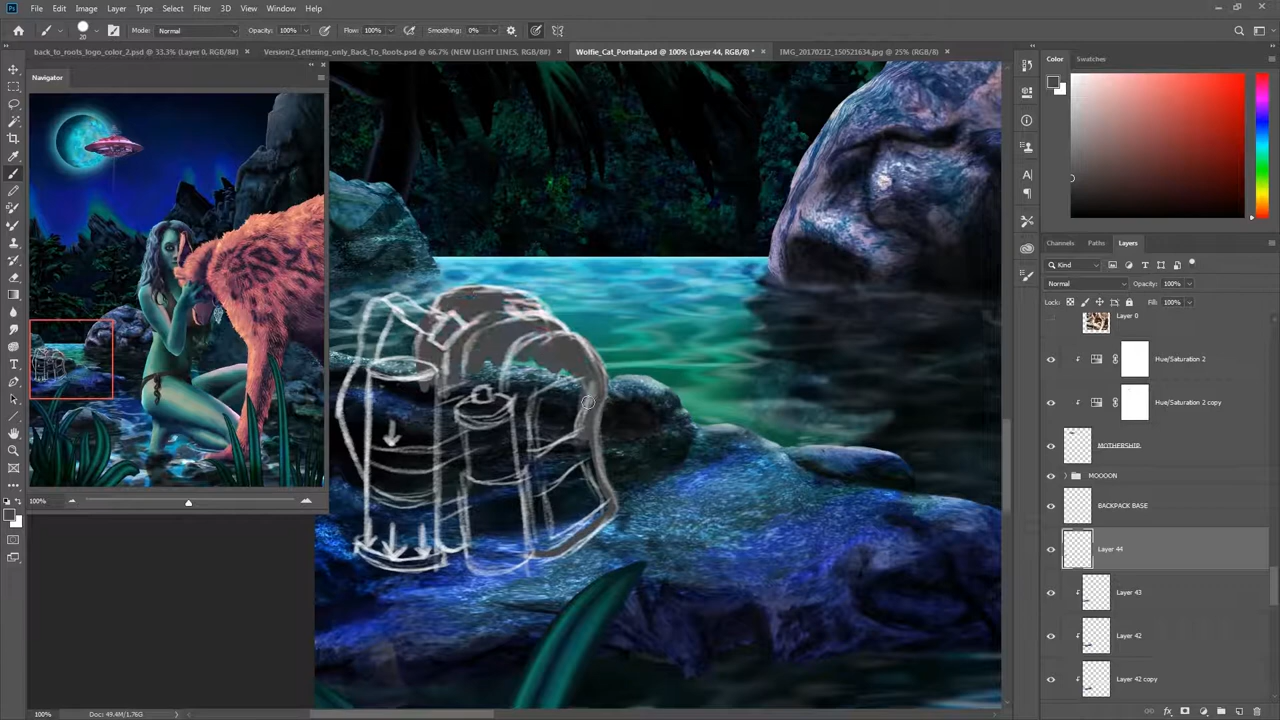 Ps File Edit Image Layer Type Select Filter 3D View Window Help
20 Mode: Normal Opacity: 100% Flow: 100% Smoothing: 0%
back_to_roots_logo_color_2.psd @ 33.3% (Layer 0, RGB/8#) × Version2_Lettering_only_Back_To_Roots.psd @ 66.7% (NEW LIGHT LINES, RGB/8) * × Wolfie_Cat_Portrait.psd @ 100% (Layer 44, RGB/8#) * × IMG_20170212_150521634.jpg @ 25% (RGB/8) ×
Navigator
100%
Color Swatches
Channels Paths Layers
Kind
Normal Opacity: 100%
Lock: Fill: 100%
Layer 0
Hue/Saturation 2
Hue/Saturation 2 copy
MOTHERSHIP
MOOOON
BACKPACK BASE
Layer 44
Layer 43
Layer 42
Layer 42 copy
100% Doc: 49.4M/1.76G